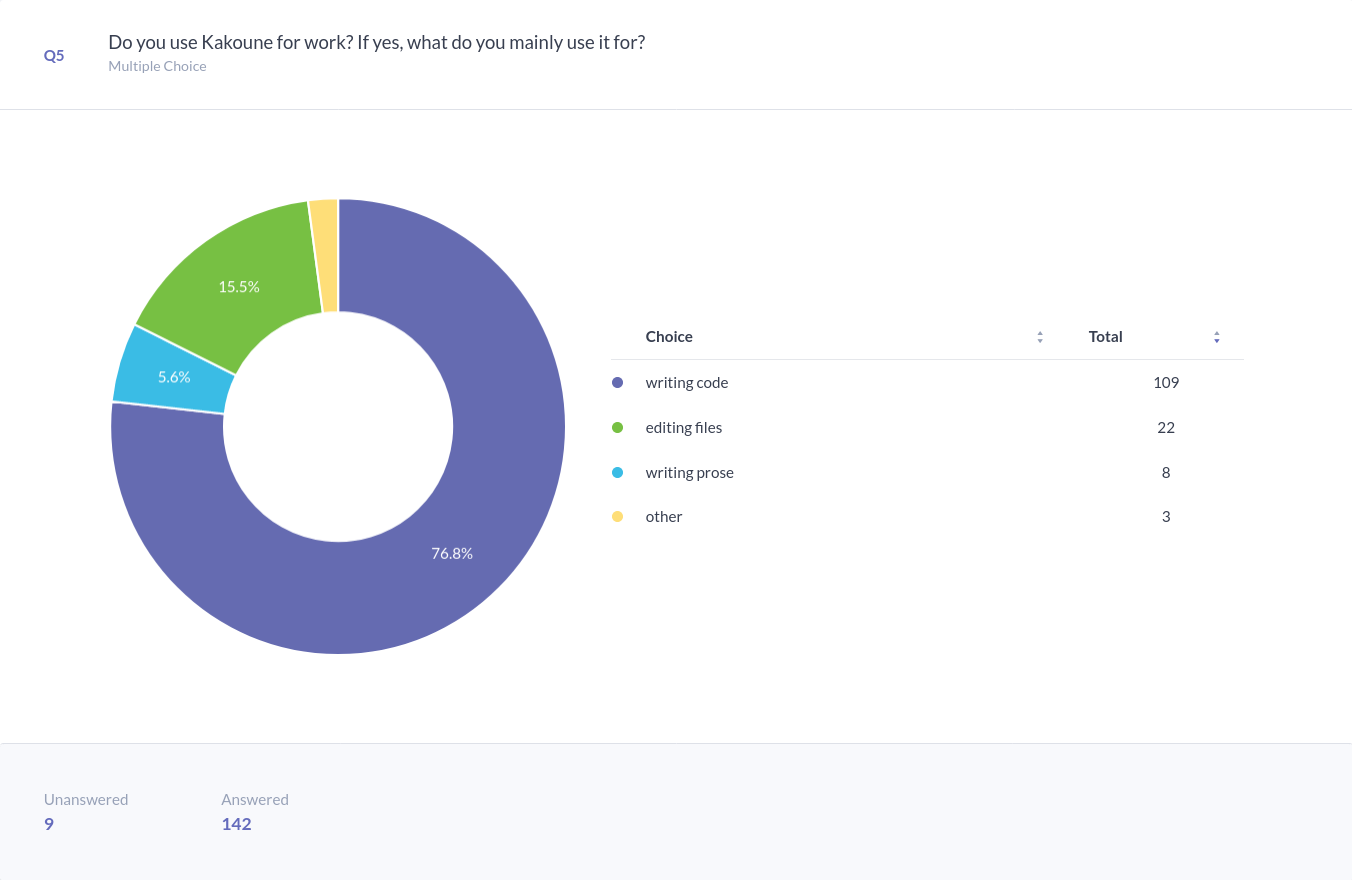 Q5
Do you use Kakoune for work? If yes, what do you mainly use it for?
Multiple Choice
15.5%
5.6%
76.8%
Choice Total
writing code 109
editing files 22
writing prose 8
other 3
Unanswered Answered
9 142